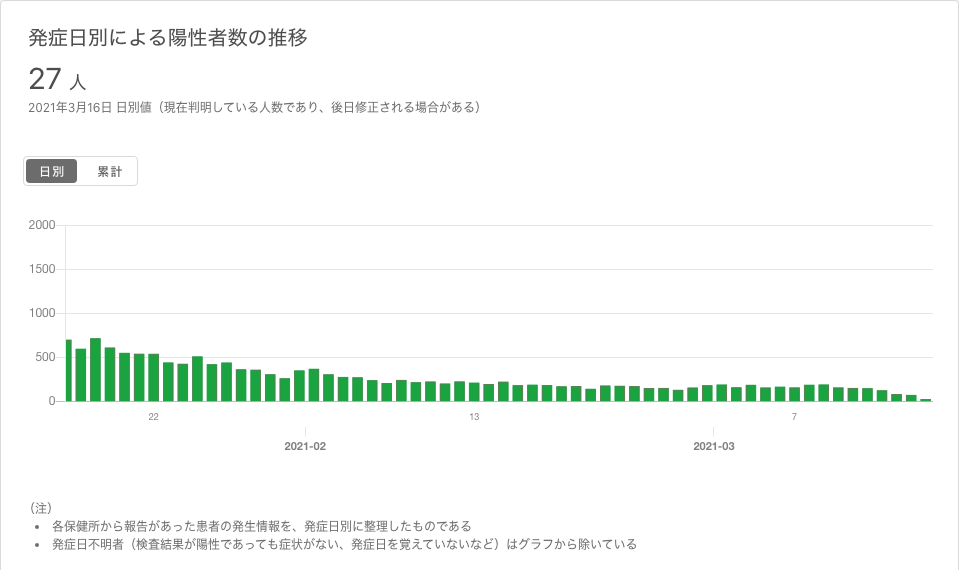 発症日別による陽性者数の推移
27 人
2021年3月16日 日別値（現在判明している人数であり、後日修正される場合がある）
日別 累計
2000
1500
1000
500
0
22 13 7
2021-02 2021-03
（注）
• 各保健所から報告があった患者の発生情報を、発症日別に整理したものである
• 発症日不明者（検査結果が陽性であっても症状がない、発症日を覚えていないなど）はグラフから除いている